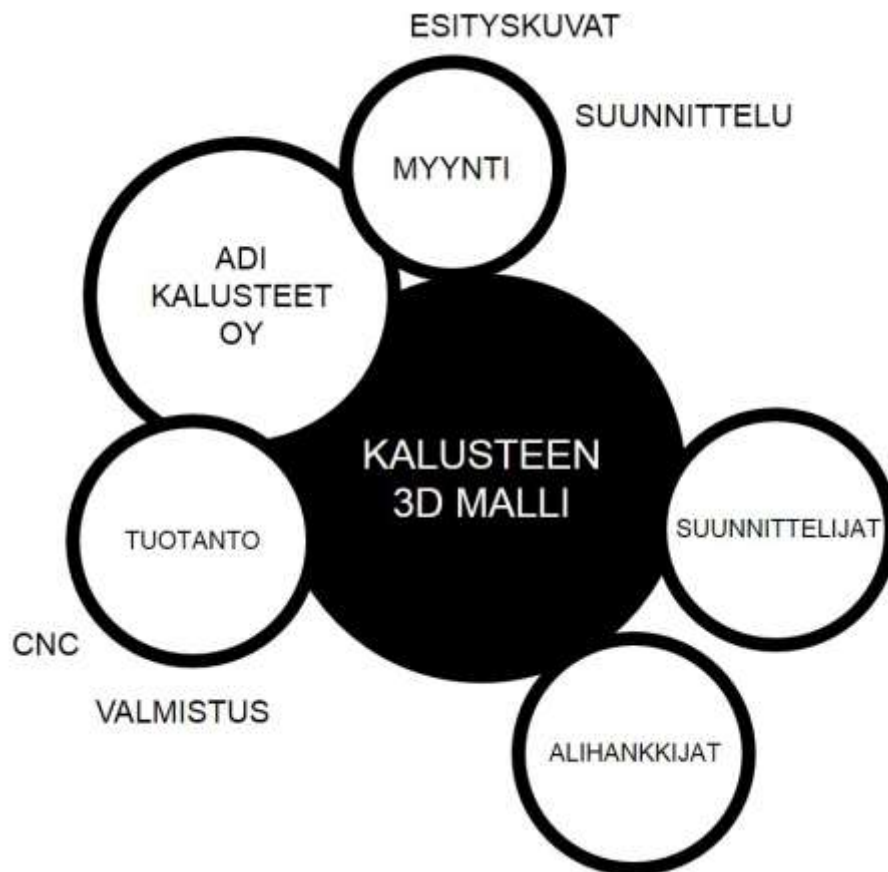 ESITYSKUVAT
SUUNNITTELU
MYYNTI
ADI
KALUSTEET
OY
KALUSTEEN
3D MALLI
SUUNNITTELIJAT
TUOTANTO
CNC
VALMISTUS
ALIHANKKIJAT